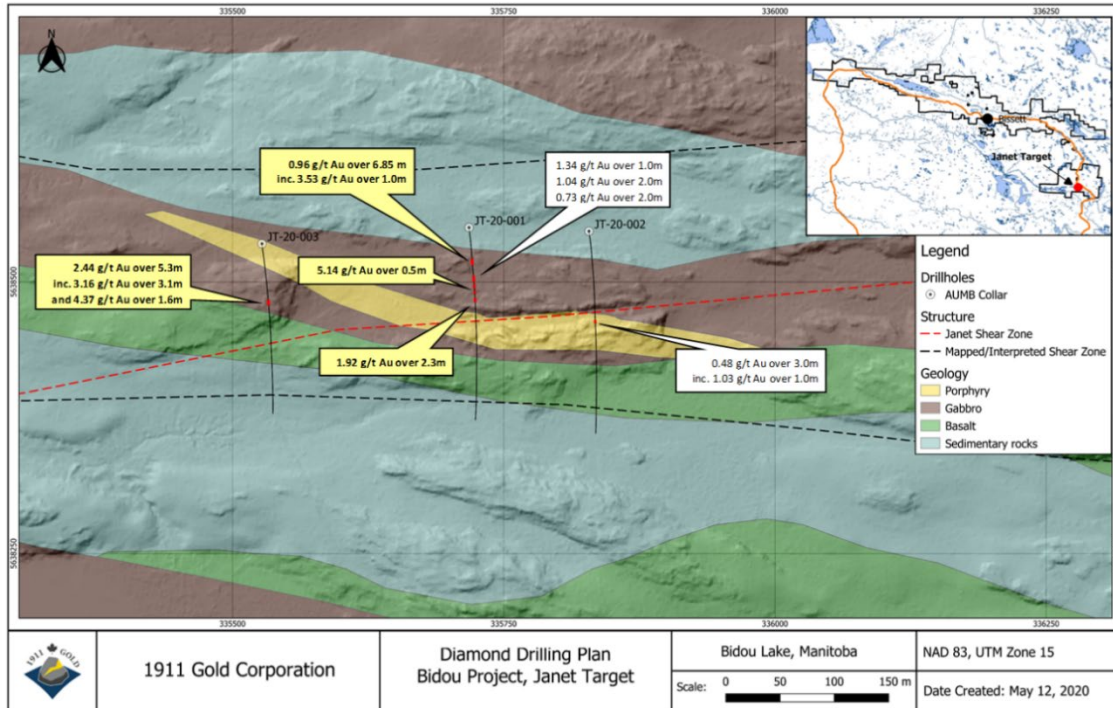 335500
335750
336000
336250
N
Bissett
Janet Target
0.96 g/t Au over 6.85 m
inc. 3.53 g/t Au over 1.0m
1.34 g/t Au over 1.0m
1.04 g/t Au over 2.0m
0.73 g/t Au over 2.0m
JT-20-001
JT-20-002
JT-20-003
2.44 g/t Au over 5.3m
inc. 3.16 g/t Au over 3.1m
and 4.37 g/t Au over 1.6m
5.14 g/t Au over 0.5m
1.92 g/t Au over 2.3m
0.48 g/t Au over 3.0m
inc. 1.03 g/t Au over 1.0m
5638500
5638500
5638250
5638250
Legend
Drillholes
AUMB Collar
Structure
Janet Shear Zone
Mapped/Interpreted Shear Zone
Geology
Porphyry
Gabbro
Basalt
Sedimentary rocks
335500
335750
336000
336250
1911 GOLD
1911 Gold Corporation
Diamond Drilling Plan
Bidou Project, Janet Target
Bidou Lake, Manitoba
Scale:
0 50 100 150 m
NAD 83, UTM Zone 15
Date Created: May 12, 2020